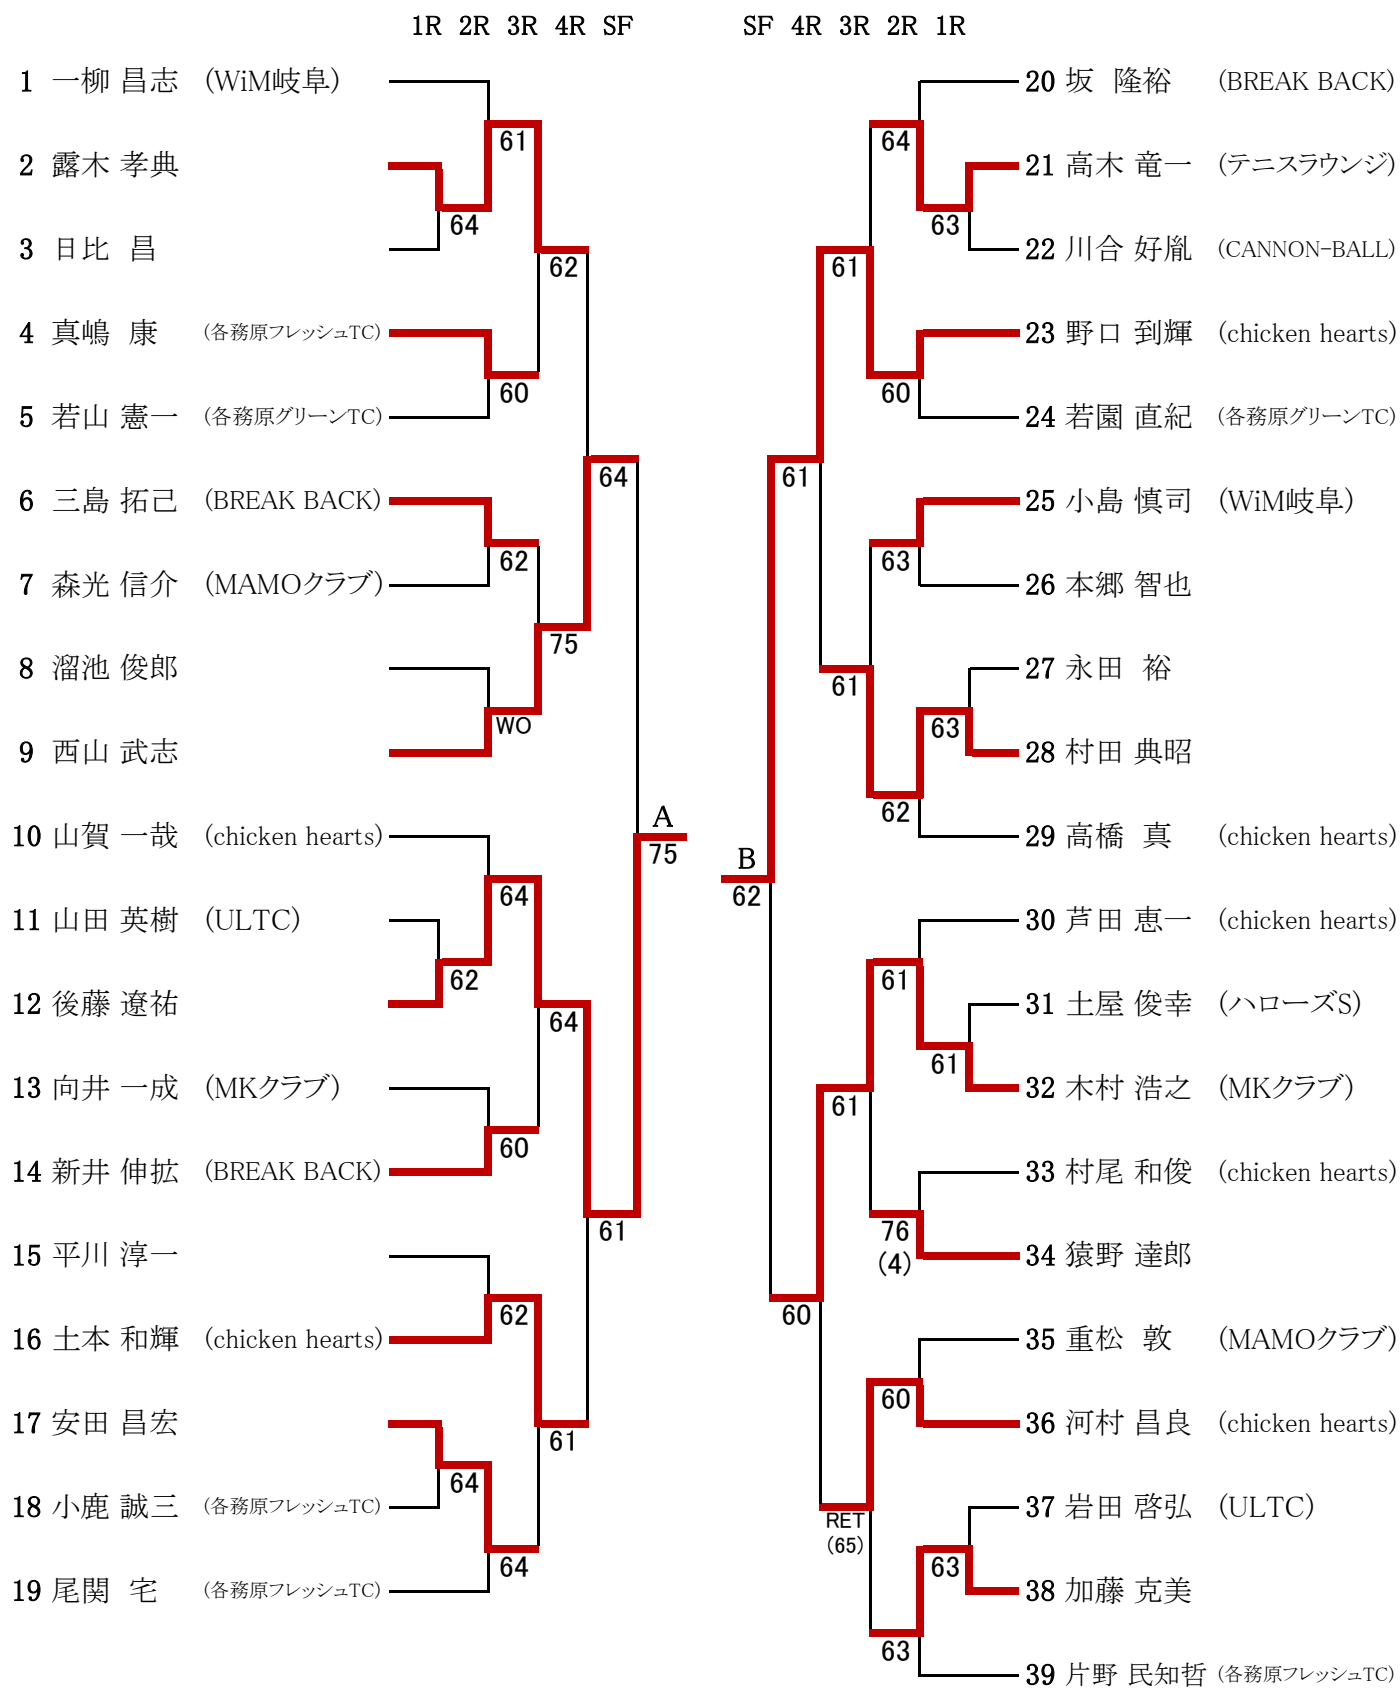 1R 2R 3R 4R SF
1 一柳 昌志 (WiM岐阜)
61
2 露木 孝典
64
3 日比 昌
62
4 真嶋 康 (各務原フレッシュTC)
60
5 若山 憲一 (各務原グリーンTC)
64
6 三島 拓己 (BREAK BACK)
62
7 森光 信介 (MAMOクラブ)
75
8 溜池 俊郎
WO
9 西山 武志
A
75
10 山賀 一哉 (chicken hearts)
64
11 山田 英樹 (ULTC)
62
12 後藤 遼祐
64
13 向井 一成 (MKクラブ)
60
14 新井 伸拡 (BREAK BACK)
61
15 平川 淳一
62
16 土本 和輝 (chicken hearts)
61
17 安田 昌宏
64
18 小鹿 誠三 (各務原フレッシュTC)
64
19 尾関 宅 (各務原フレッシュTC)
SF 4R 3R 2R 1R
20 坂 隆裕 (BREAK BACK)
64
21 高木 竜一 (テニスラウンジ)
63
22 川合 好胤 (CANNON-BALL)
61
23 野口 到輝 (chicken hearts)
60
24 若園 直紀 (各務原グリーンTC)
61
25 小島 慎司 (WiM岐阜)
63
26 本郷 智也
27 永田 裕
61
63
28 村田 典昭
62
29 高橋 真 (chicken hearts)
B
62
30 芦田 恵一 (chicken hearts)
61
31 土屋 俊幸 (ハローズS)
61
32 木村 浩之 (MKクラブ)
61
33 村尾 和俊 (chicken hearts)
76
(4)
34 猿野 達郎
60
35 重松 敦 (MAMOクラブ)
60
36 河村 昌良 (chicken hearts)
37 岩田 啓弘 (ULTC)
RET
(65)
63
38 加藤 克美
63
39 片野 民知哲 (各務原フレッシュTC)